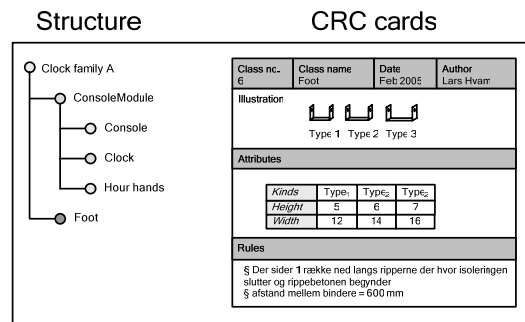 Structure
CRC cards
Clock family A
ConsoleModule
Console
Clock
Hour hands
Foot
Class no. Class name Date Author
6 Foot Feb 2005 Lars Hvam
Illustration
Type 1 Type 2 Type 3
Attributes
Kinds Type₁ Type₂ Type₂
Height 5 6 7
Width 12 14 16
Rules
§ Der sider 1 række ned langs ripperne der hvor isoleringen
slutter og rippebetonen begynder
§ afstand mellem bindere = 600 mm